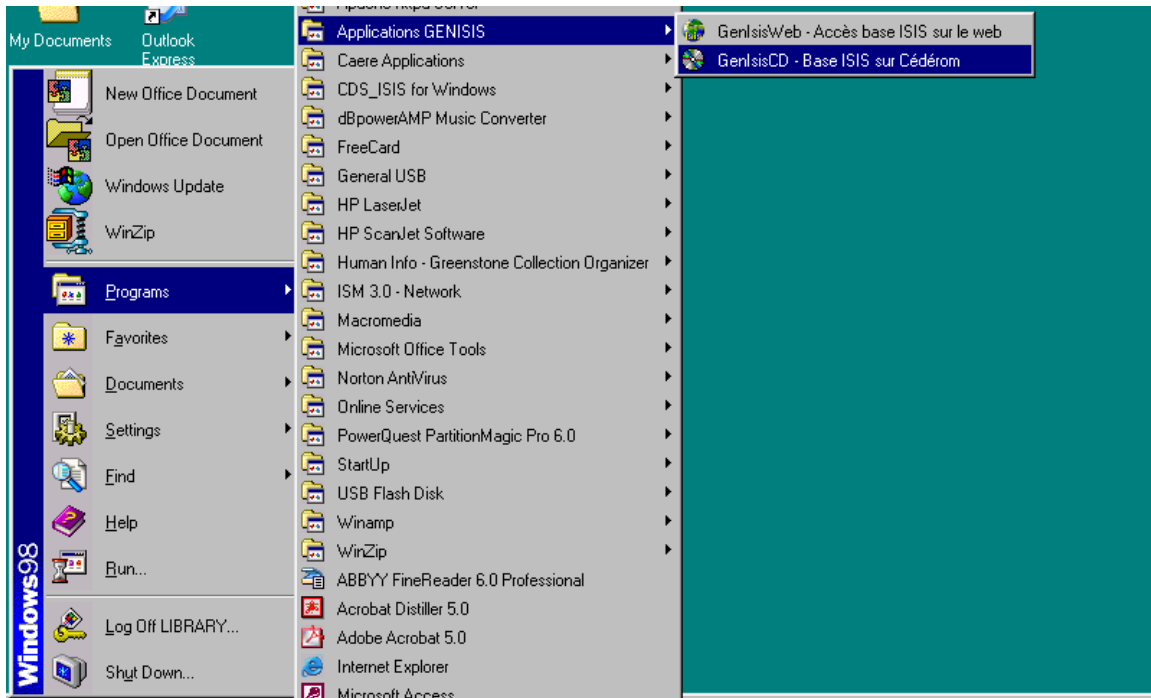 My Documents
Outlook
Express
New Office Document
Open Office Document
Windows Update
WinZip
Programs
Favorites
Documents
Settings
Find
Help
Run...
Log Off LIBRARY...
Shut Down...
Windows98
Apache httpd Server
Applications GENISIS
Caere Applications
CDS_ISIS for Windows
dBpowerAMP Music Converter
FreeCard
General USB
HP LaserJet
HP ScanJet Software
Human Info - Greenstone Collection Organizer
ISM 3.0 - Network
Macromedia
Microsoft Office Tools
Norton AntiVirus
Online Services
PowerQuest PartitionMagic Pro 6.0
StartUp
USB Flash Disk
Winamp
WinZip
ABBYY FineReader 6.0 Professional
Acrobat Distiller 5.0
Adobe Acrobat 5.0
Internet Explorer
Microsoft Access
GenIsisWeb - Accès base ISIS sur le web
GenIsisCD - Base ISIS sur Cédérom